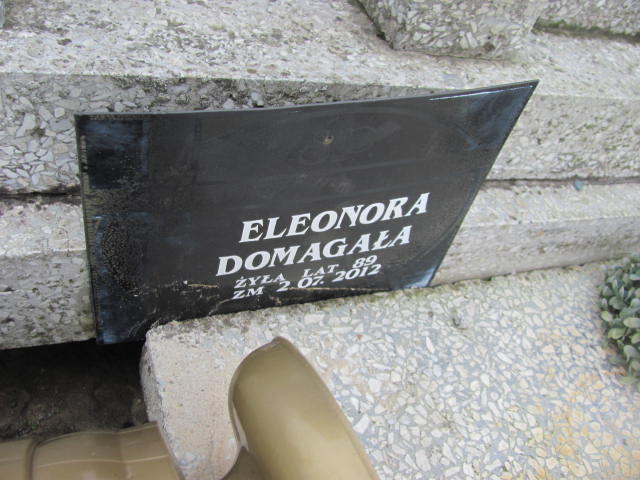 ELEONORA
DOMAGAŁA
ŻYŁA LAT 89
ZM 2.07.2012